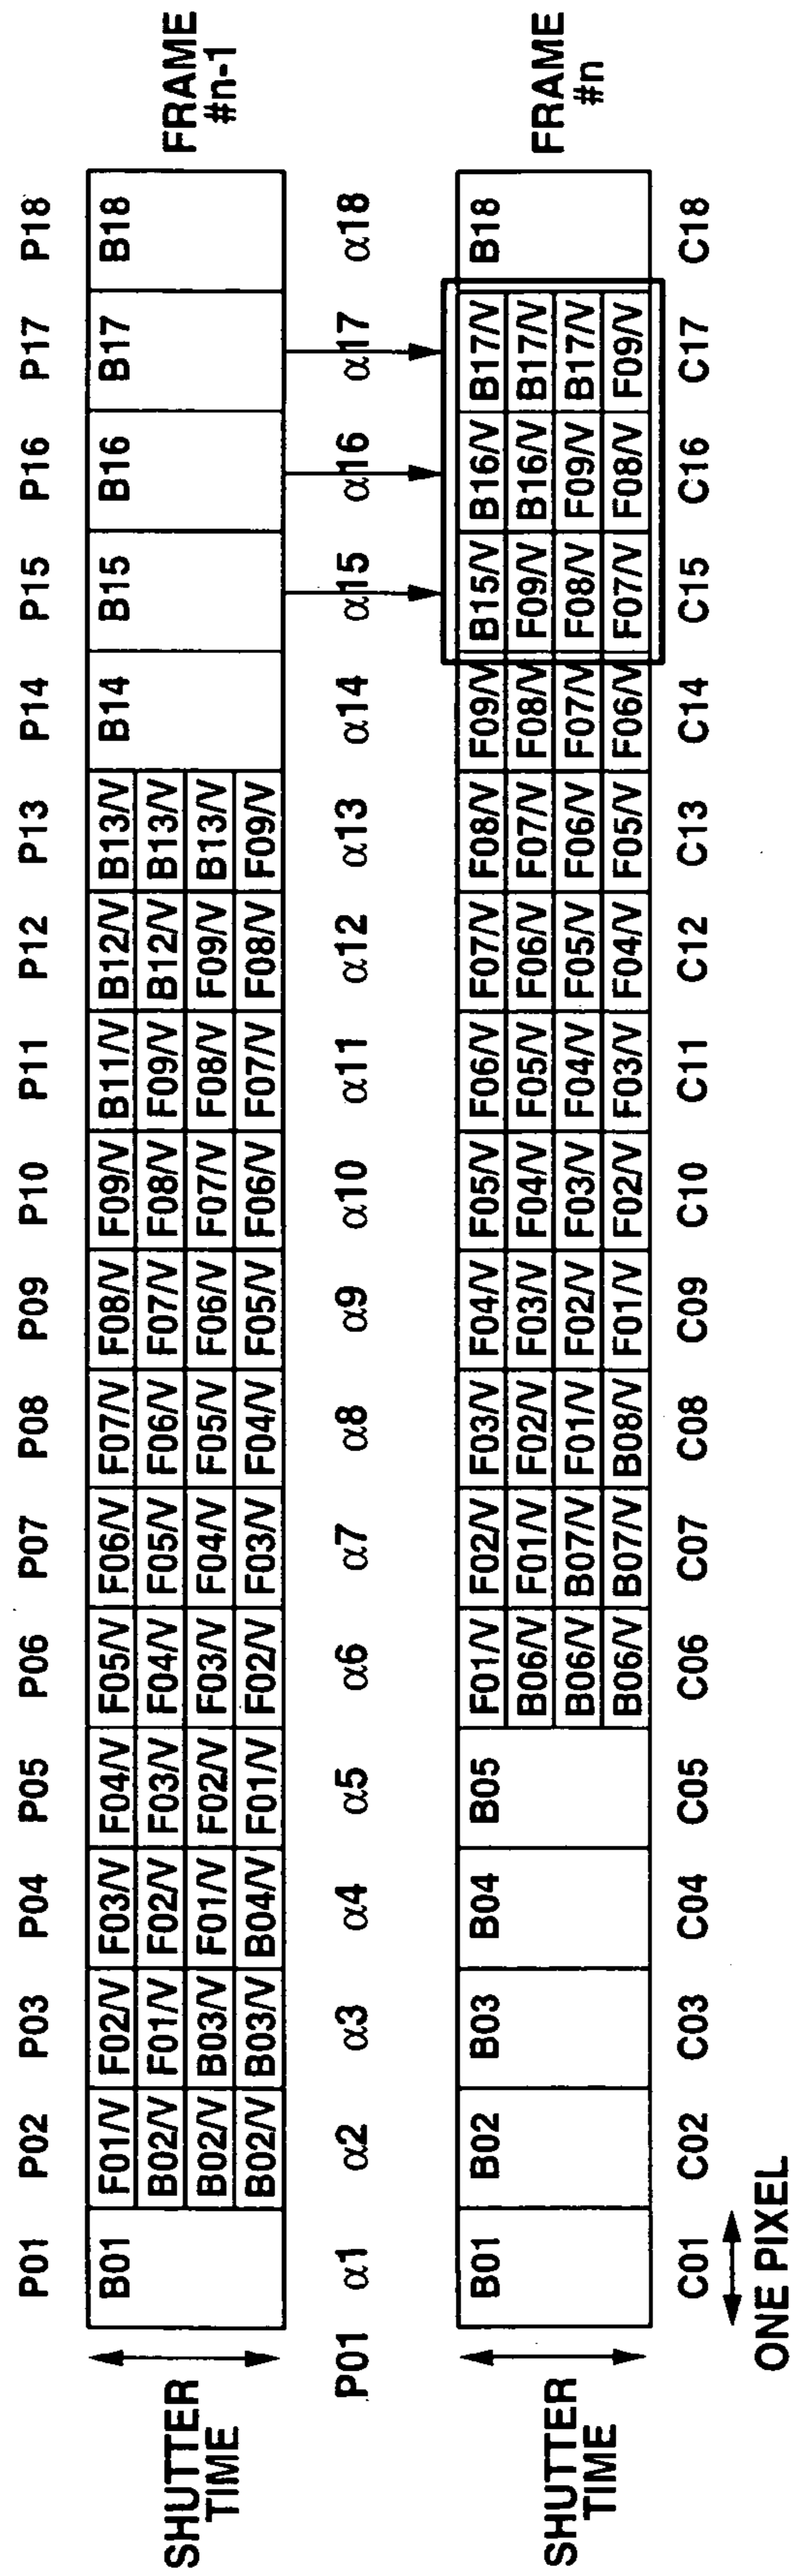 P01 P02 P03 P04 P05 P06 P07 P08 P09 P10 P11 P12 P13 P14 P15 P16 P17 P18
B01 F01/V F02/V F03/V F04/V F05/V F06/V F07/V F08/V F09/V B11/V B12/V B13/V B14 B15 B16 B17 B18
B02/V F01/V F02/V F03/V F04/V F05/V F06/V F07/V F08/V F09/V B12/V B13/V
B02/V B03/V F01/V F02/V F03/V F04/V F05/V F06/V F07/V F08/V F09/V B13/V
B02/V B03/V B04/V F01/V F02/V F03/V F04/V F05/V F06/V F07/V F08/V F09/V
SHUTTER
TIME
FRAME
#n-1
P01 α1 α2 α3 α4 α5 α6 α7 α8 α9 α10 α11 α12 α13 α14 α15 α16 α17 α18
B01 B02 B03 B04 B05 F01/V F02/V F03/V F04/V F05/V F06/V F07/V F08/V F09/V B15/V B16/V B17/V B18
B06/V F01/V F02/V F03/V F04/V F05/V F06/V F07/V F08/V F09/V B16/V B17/V
B06/V B07/V F01/V F02/V F03/V F04/V F05/V F06/V F07/V F08/V F09/V B17/V
B06/V B07/V B08/V F01/V F02/V F03/V F04/V F05/V F06/V F07/V F08/V F09/V
SHUTTER
TIME
FRAME
#n
C01 C02 C03 C04 C05 C06 C07 C08 C09 C10 C11 C12 C13 C14 C15 C16 C17 C18
ONE PIXEL